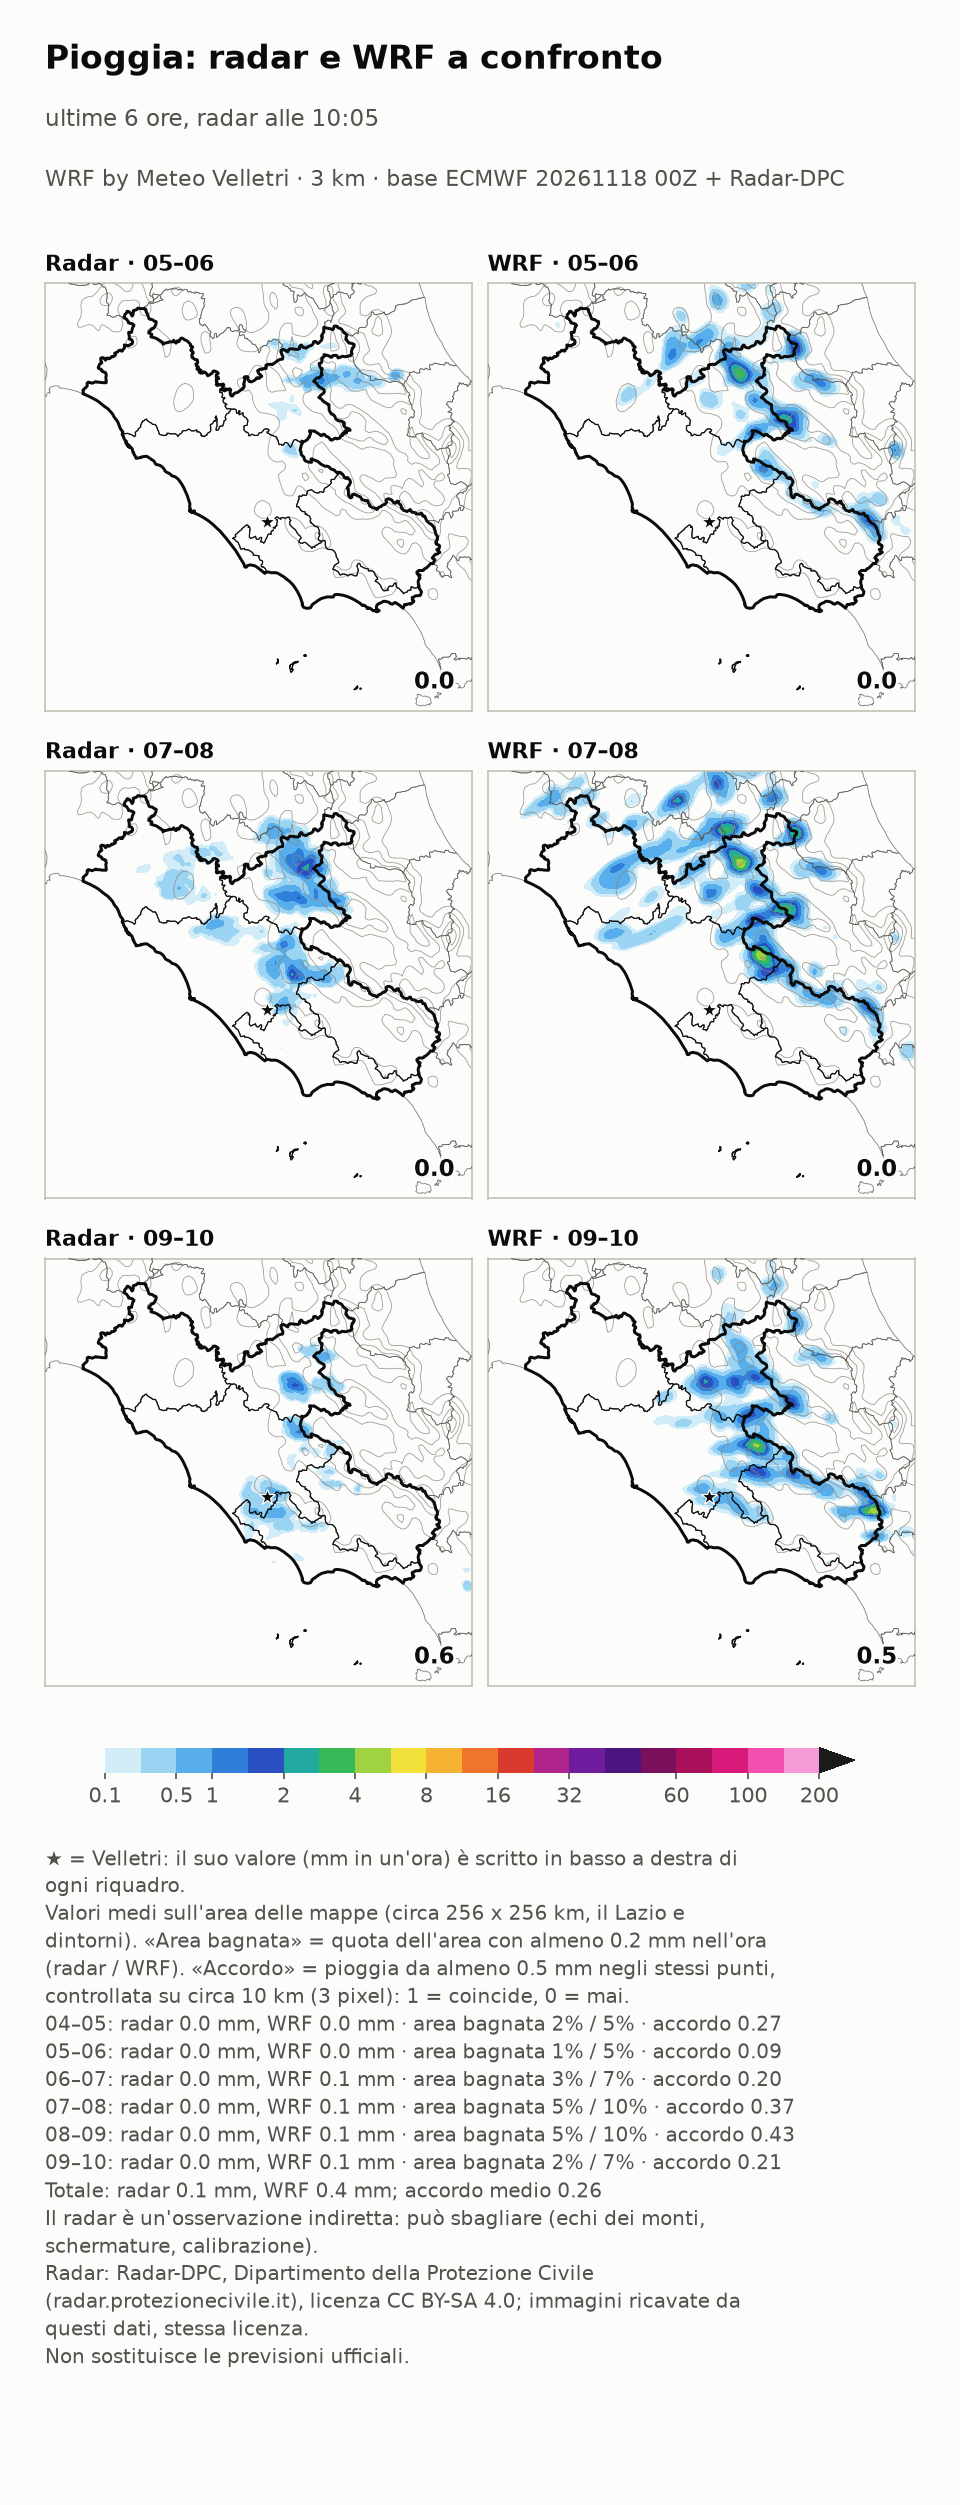 Pioggia: radar e WRF a confronto
ultime 6 ore, radar alle 10:05
WRF by Meteo Velletri · 3 km · base ECMWF 20261118 00Z + Radar-DPC
Radar · 05–06
WRF · 05–06
0.0
0.0
Radar · 07–08
WRF · 07–08
0.0
0.0
Radar · 09–10
WRF · 09–10
0.6
0.5
0.1 0.5 1 2 4 8 16 32 60 100 200
★ = Velletri: il suo valore (mm in un'ora) è scritto in basso a destra di
ogni riquadro.
Valori medi sull'area delle mappe (circa 256 x 256 km, il Lazio e
dintorni). «Area bagnata» = quota dell'area con almeno 0.2 mm nell'ora
(radar / WRF). «Accordo» = pioggia da almeno 0.5 mm negli stessi punti,
controllata su circa 10 km (3 pixel): 1 = coincide, 0 = mai.
04–05: radar 0.0 mm, WRF 0.0 mm · area bagnata 2% / 5% · accordo 0.27
05–06: radar 0.0 mm, WRF 0.0 mm · area bagnata 1% / 5% · accordo 0.09
06–07: radar 0.0 mm, WRF 0.1 mm · area bagnata 3% / 7% · accordo 0.20
07–08: radar 0.0 mm, WRF 0.1 mm · area bagnata 5% / 10% · accordo 0.37
08–09: radar 0.0 mm, WRF 0.1 mm · area bagnata 5% / 10% · accordo 0.43
09–10: radar 0.0 mm, WRF 0.1 mm · area bagnata 2% / 7% · accordo 0.21
Totale: radar 0.1 mm, WRF 0.4 mm; accordo medio 0.26
Il radar è un'osservazione indiretta: può sbagliare (echi dei monti,
schermature, calibrazione).
Radar: Radar-DPC, Dipartimento della Protezione Civile
(radar.protezionecivile.it), licenza CC BY-SA 4.0; immagini ricavate da
questi dati, stessa licenza.
Non sostituisce le previsioni ufficiali.